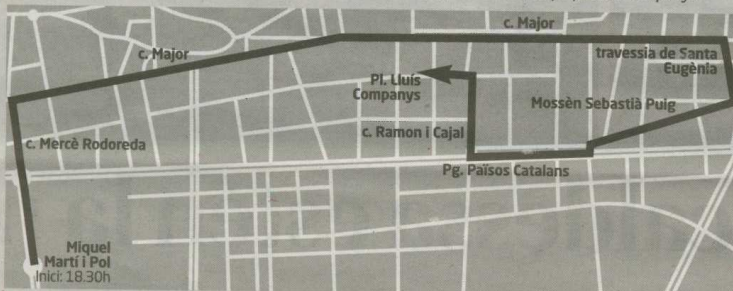 c. Major
c. Major
travessia de Santa
Eugènia
Pl. Lluís
Companys
Mossèn Sebastià Puig
c. Ramon i Cajal
c. Mercè Rodoreda
Pg. Països Catalans
Miquel
Martí i Pol
Inici: 18.30h